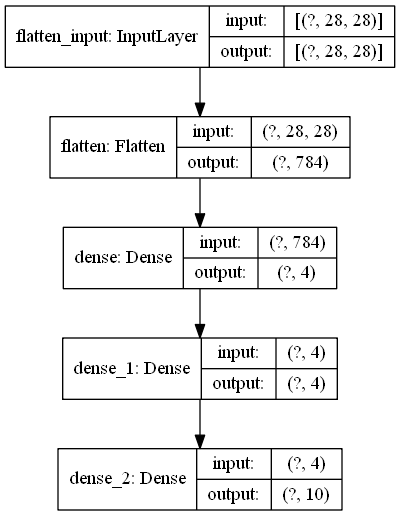 flatten_input: InputLayer
input: [(?, 28, 28)]
output: [(?, 28, 28)]
flatten: Flatten
input: (?, 28, 28)
output: (?, 784)
dense: Dense
input: (?, 784)
output: (?, 4)
dense_1: Dense
input: (?, 4)
output: (?, 4)
dense_2: Dense
input: (?, 4)
output: (?, 10)